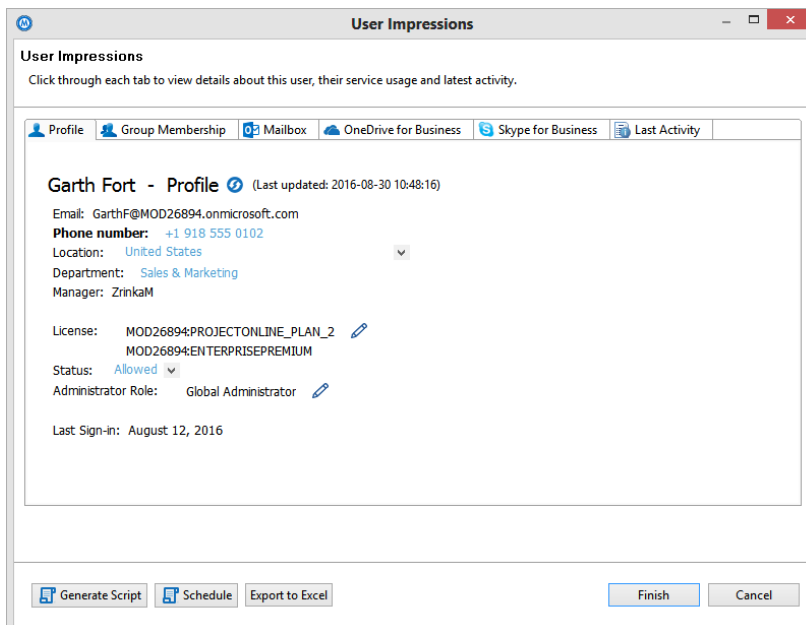 User Impressions
User Impressions
Click through each tab to view details about this user, their service usage and latest activity.
Profile Group Membership Mailbox OneDrive for Business Skype for Business Last Activity
Garth Fort - Profile (Last updated: 2016-08-30 10:48:16)
Email: GarthF@MOD26894.onmicrosoft.com
Phone number: +1 918 555 0102
Location: United States
Department: Sales & Marketing
Manager: ZrinkaM
License: MOD26894:PROJECTONLINE_PLAN_2
MOD26894:ENTERPRISEPREMIUM
Status: Allowed
Administrator Role: Global Administrator
Last Sign-in: August 12, 2016
Generate Script Schedule Export to Excel Finish Cancel